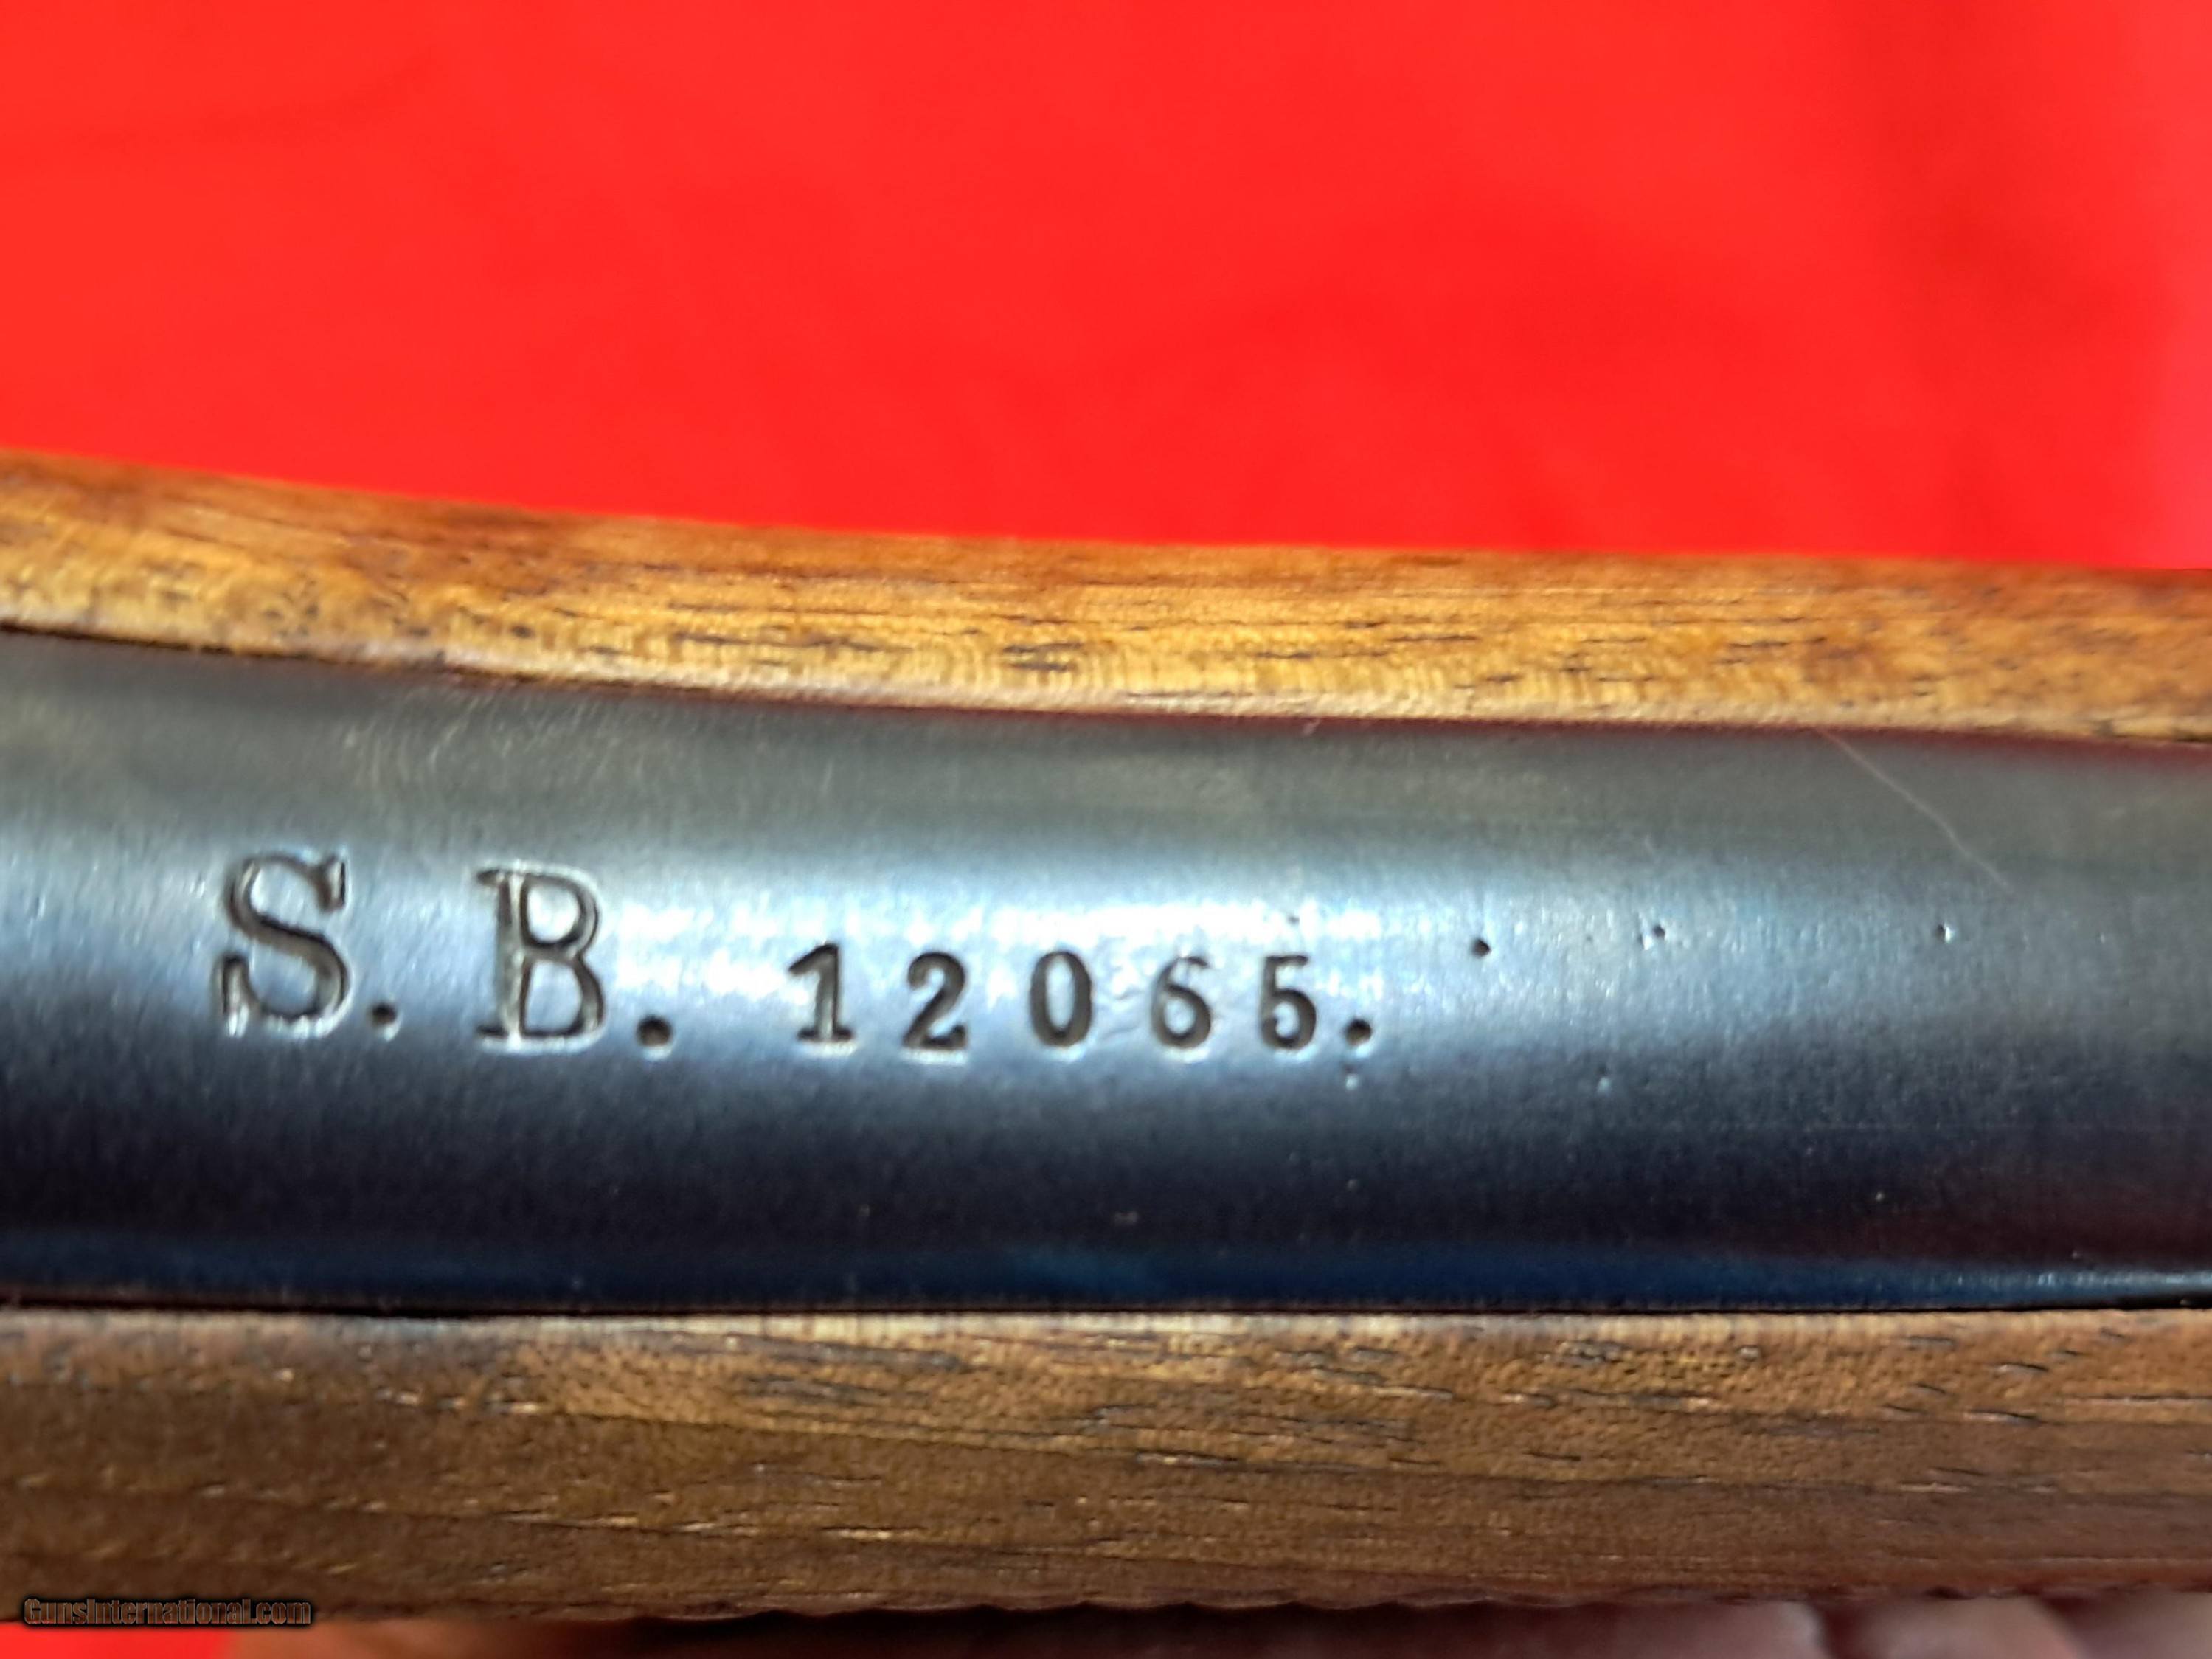 S. B. 12065.
GunsInternational.com